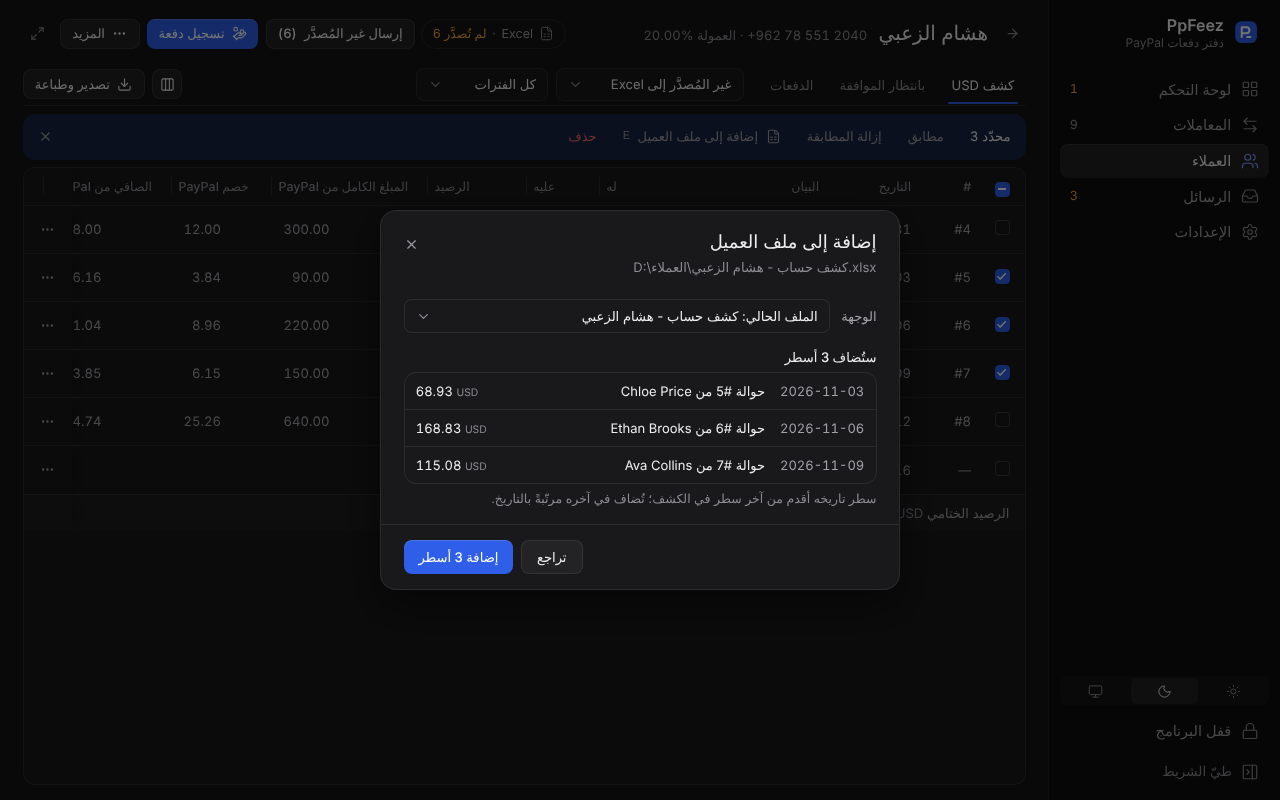 PpFeez
دفتر دفعات PayPal
لوحة التحكم 1
المعاملات 9
العملاء
الرسائل 3
الإعدادات
قفل البرنامج
طيّ الشريط
هشام الزعبي
+962 78 551 2040 · العمولة 20.00%
Excel · لم تُصدَّر 6
إرسال غير المُصدَّر (6)
تسجيل دفعة
المزيد
كشف USD
بانتظار الموافقة
الدفعات
غير المُصدَّر إلى Excel
كل الفترات
تصدير وطباعة
محدّد 3
مطابق
إزالة المطابقة
إضافة إلى ملف العميل E
حذف
# التاريخ البيان له عليه الرصيد المبلغ الكامل من PayPal خصم PayPal الصافي من Pal
#4 300.00 12.00 8.00
#5 90.00 3.84 6.16
#6 220.00 8.96 1.04
#7 150.00 6.15 3.85
#8 640.00 25.26 4.74
—
الرصيد الختامي USD
إضافة إلى ملف العميل
D:\العملاء\كشف حساب - هشام الزعبي.xlsx
الوجهة
الملف الحالي: كشف حساب - هشام الزعبي
ستُضاف 3 أسطر
2026-11-03 حوالة #5 من Chloe Price 68.93 USD
2026-11-06 حوالة #6 من Ethan Brooks 168.83 USD
2026-11-09 حوالة #7 من Ava Collins 115.08 USD
سطر تاريخه أقدم من آخر سطر في الكشف؛ تُضاف في آخره مرتّبةً بالتاريخ.
تراجع
إضافة 3 أسطر